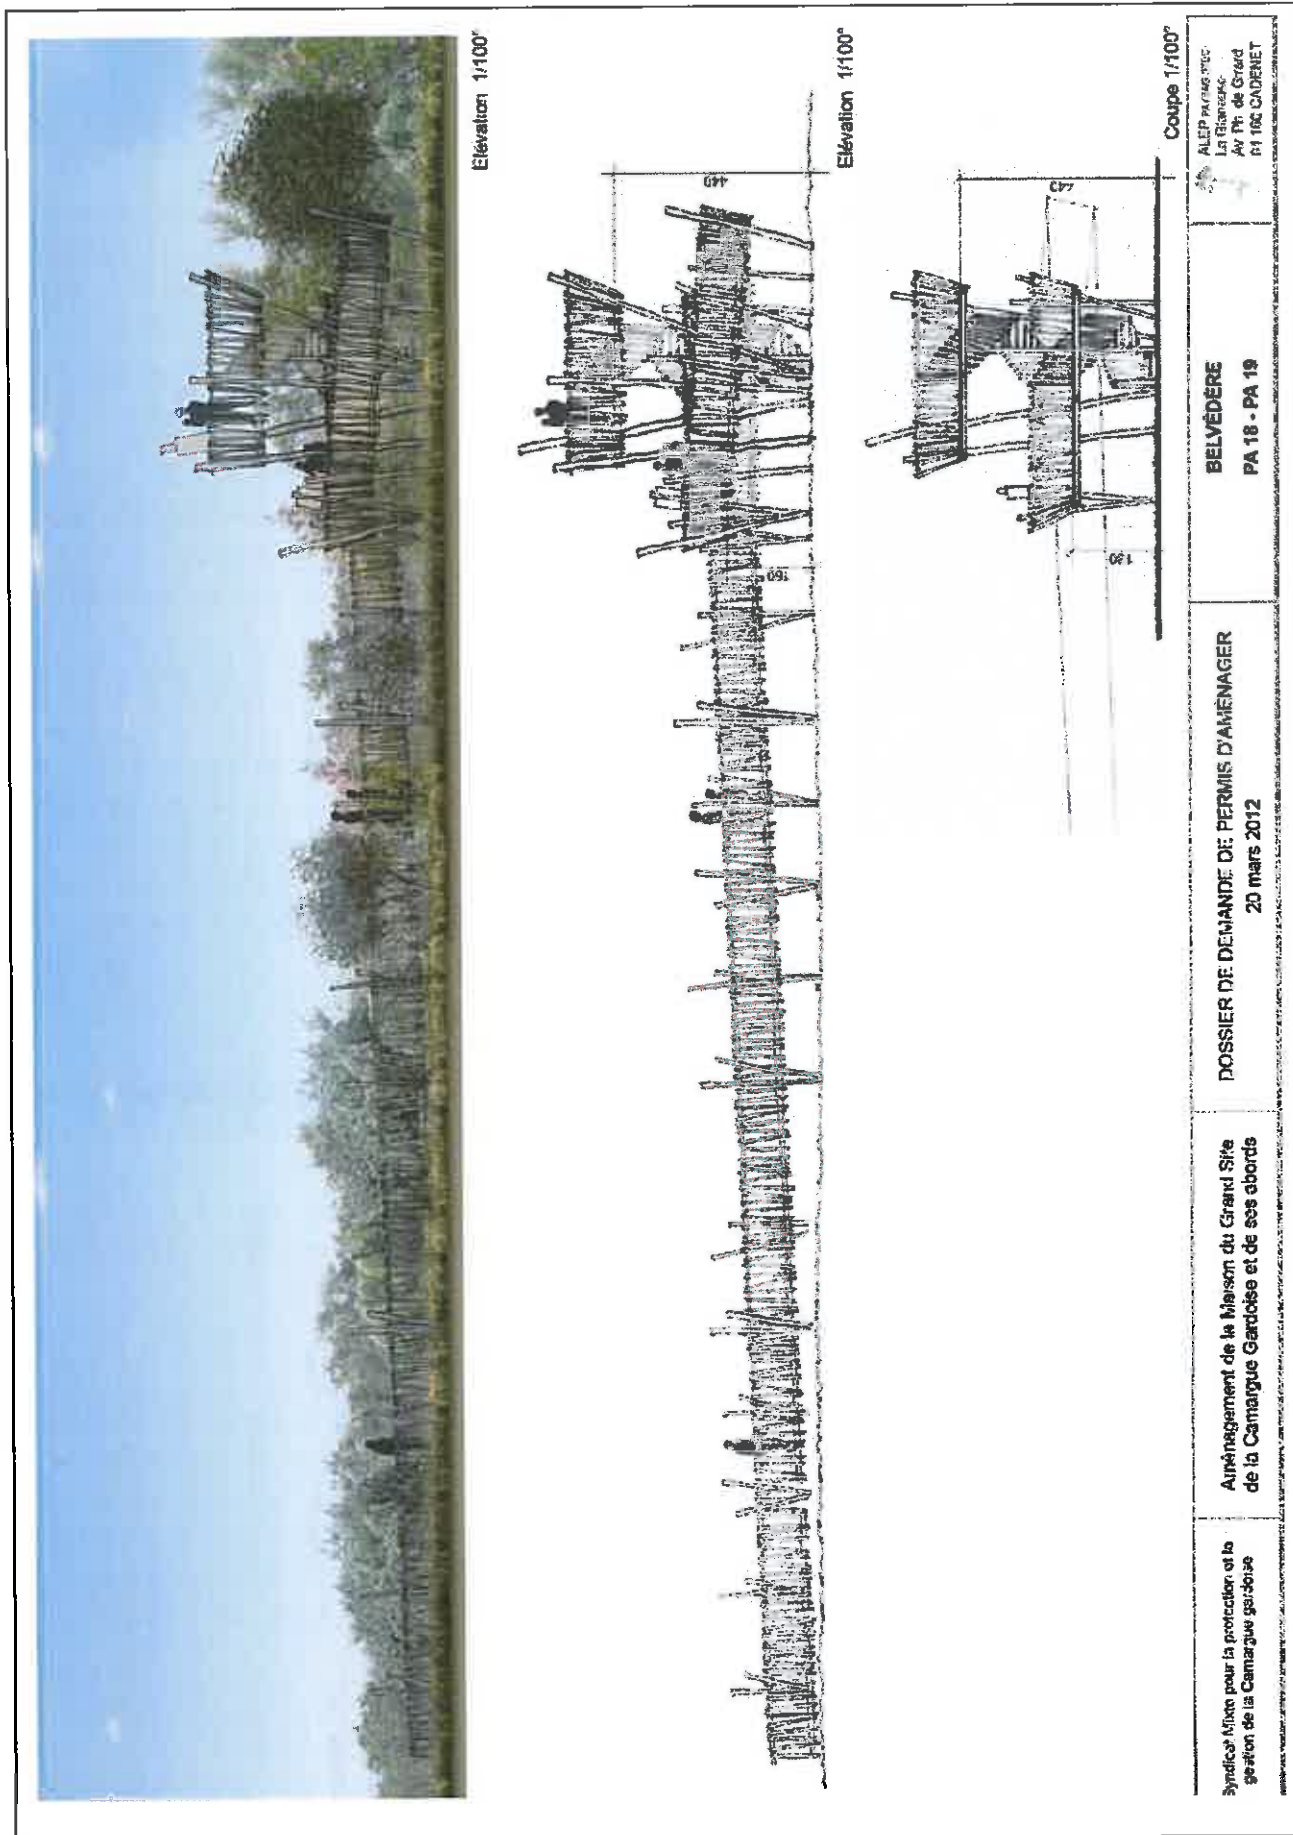 Elévation 1/100°
440
160
Elévation 1/100°
440
Coupe 1/100°
Syndicat Mixte pour la protection et la
gestion de la Camargue gardoise
Aménagement de la Maison du Grand Site
de la Camargue Gardoise et de ses abords
DOSSIER DE DEMANDE DE PERMIS D'AMÉNAGER
20 mars 2012
BELVÉDÈRE
PA 18 - PA 19
ALEP
Av Ph. de Girard
CADENET